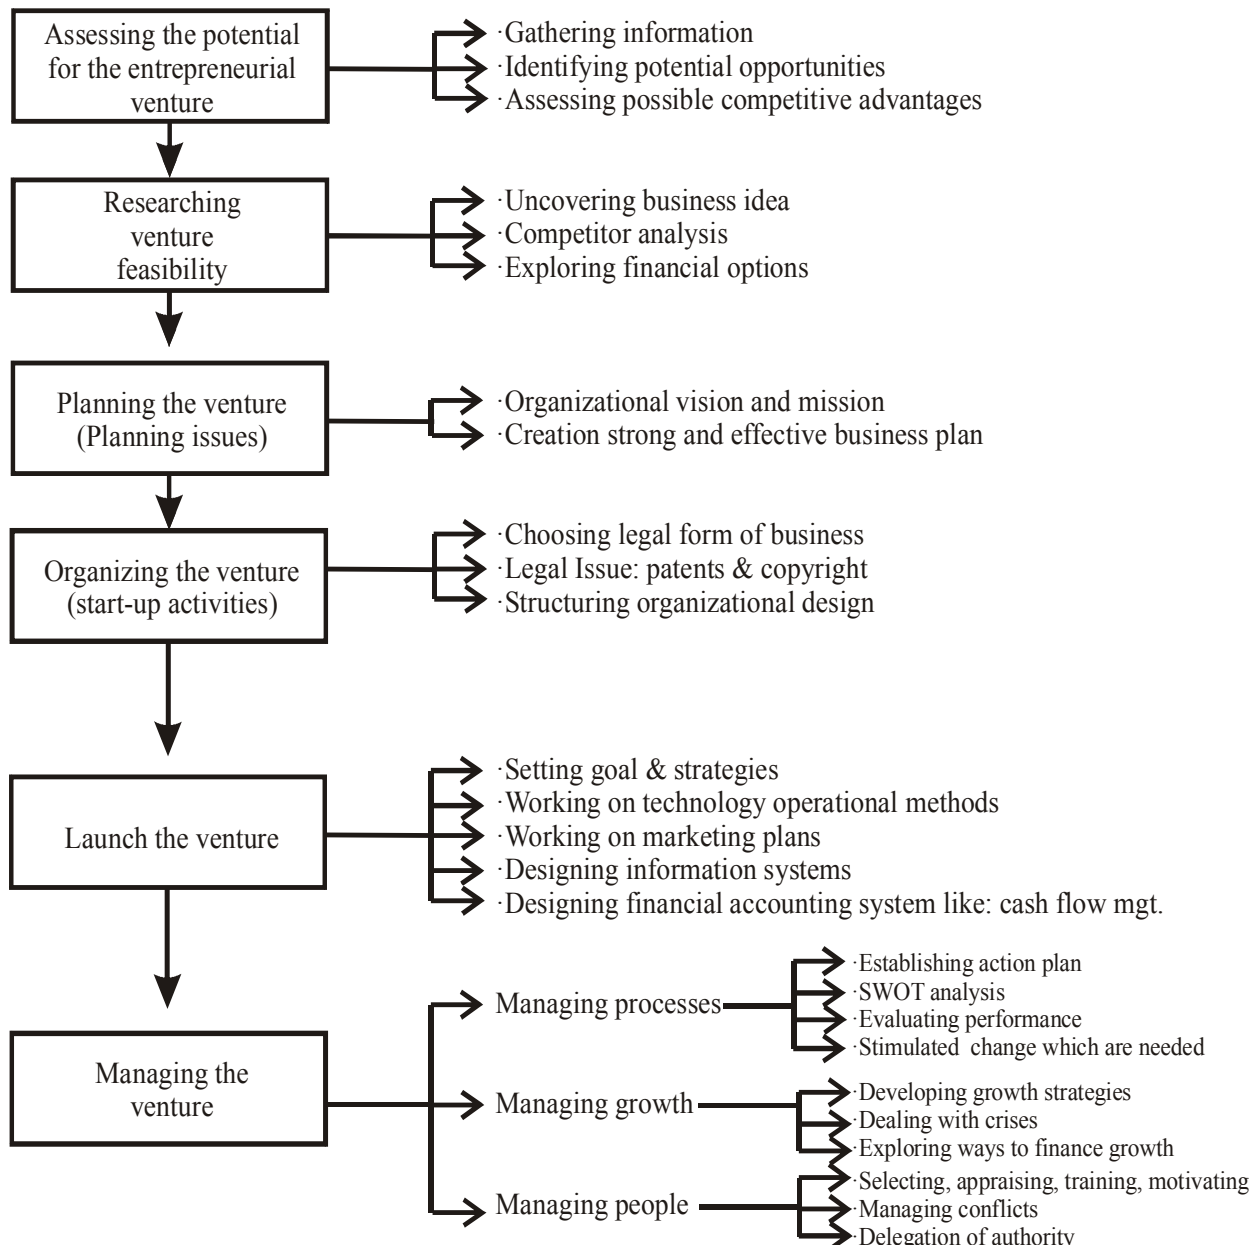 Assessing the potential
for the entrepreneurial
venture
·Gathering information
·Identifying potential opportunities
·Assessing possible competitive advantages
Researching
venture
feasibility
·Uncovering business idea
·Competitor analysis
·Exploring financial options
Planning the venture
(Planning issues)
·Organizational vision and mission
·Creation strong and effective business plan
Organizing the venture
(start-up activities)
·Choosing legal form of business
·Legal Issue: patents & copyright
·Structuring organizational design
Launch the venture
·Setting goal & strategies
·Working on technology operational methods
·Working on marketing plans
·Designing information systems
·Designing financial accounting system like: cash flow mgt.
Managing the
venture
Managing processes
·Establishing action plan
·SWOT analysis
·Evaluating performance
·Stimulated change which are needed
Managing growth
·Developing growth strategies
·Dealing with crises
·Exploring ways to finance growth
Managing people
·Selecting, appraising, training, motivating
·Managing conflicts
·Delegation of authority